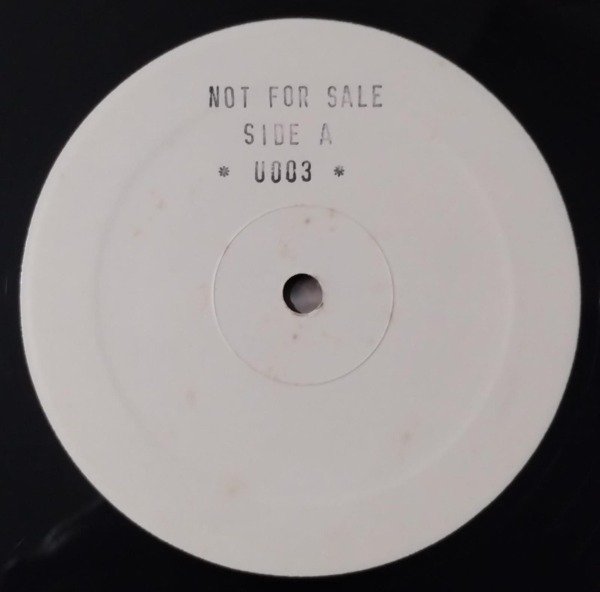 NOT FOR SALE
SIDE A
* U003 *